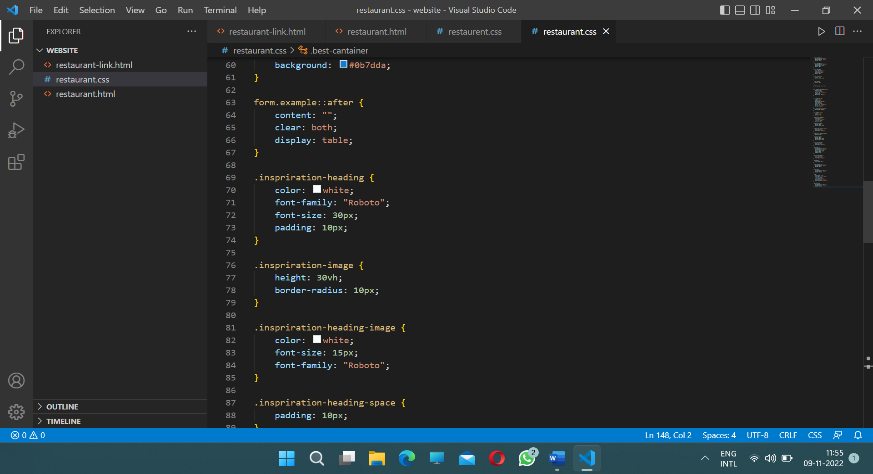 File Edit Selection View Go Run Terminal Help
restaurant.css - website - Visual Studio Code
EXPLORER
WEBSITE
restaurant-link.html
# restaurant.css
restaurant.html
OUTLINE
TIMELINE
restaurant-link.html
restaurant.html
# restaurent.css
# restaurant.css
# restaurant.css > .best-cantainer
60 background: #0b7dda;
61 }
62
63 form.example::after {
64 content: "";
65 clear: both;
66 display: table;
67 }
68
69 .inspriration-heading {
70 color: white;
71 font-family: "Roboto";
72 font-size: 30px;
73 padding: 10px;
74 }
75
76 .inspriration-image {
77 height: 30vh;
78 border-radius: 10px;
79 }
80
81 .inspriration-heading-image {
82 color: white;
83 font-size: 15px;
84 font-family: "Roboto";
85 }
86
87 .inspriration-heading-space {
88 padding: 10px;
89 }
0 0
Ln 148, Col 2 Spaces: 4 UTF-8 CRLF CSS
2
ENG
INTL
11:55
09-11-2022
1